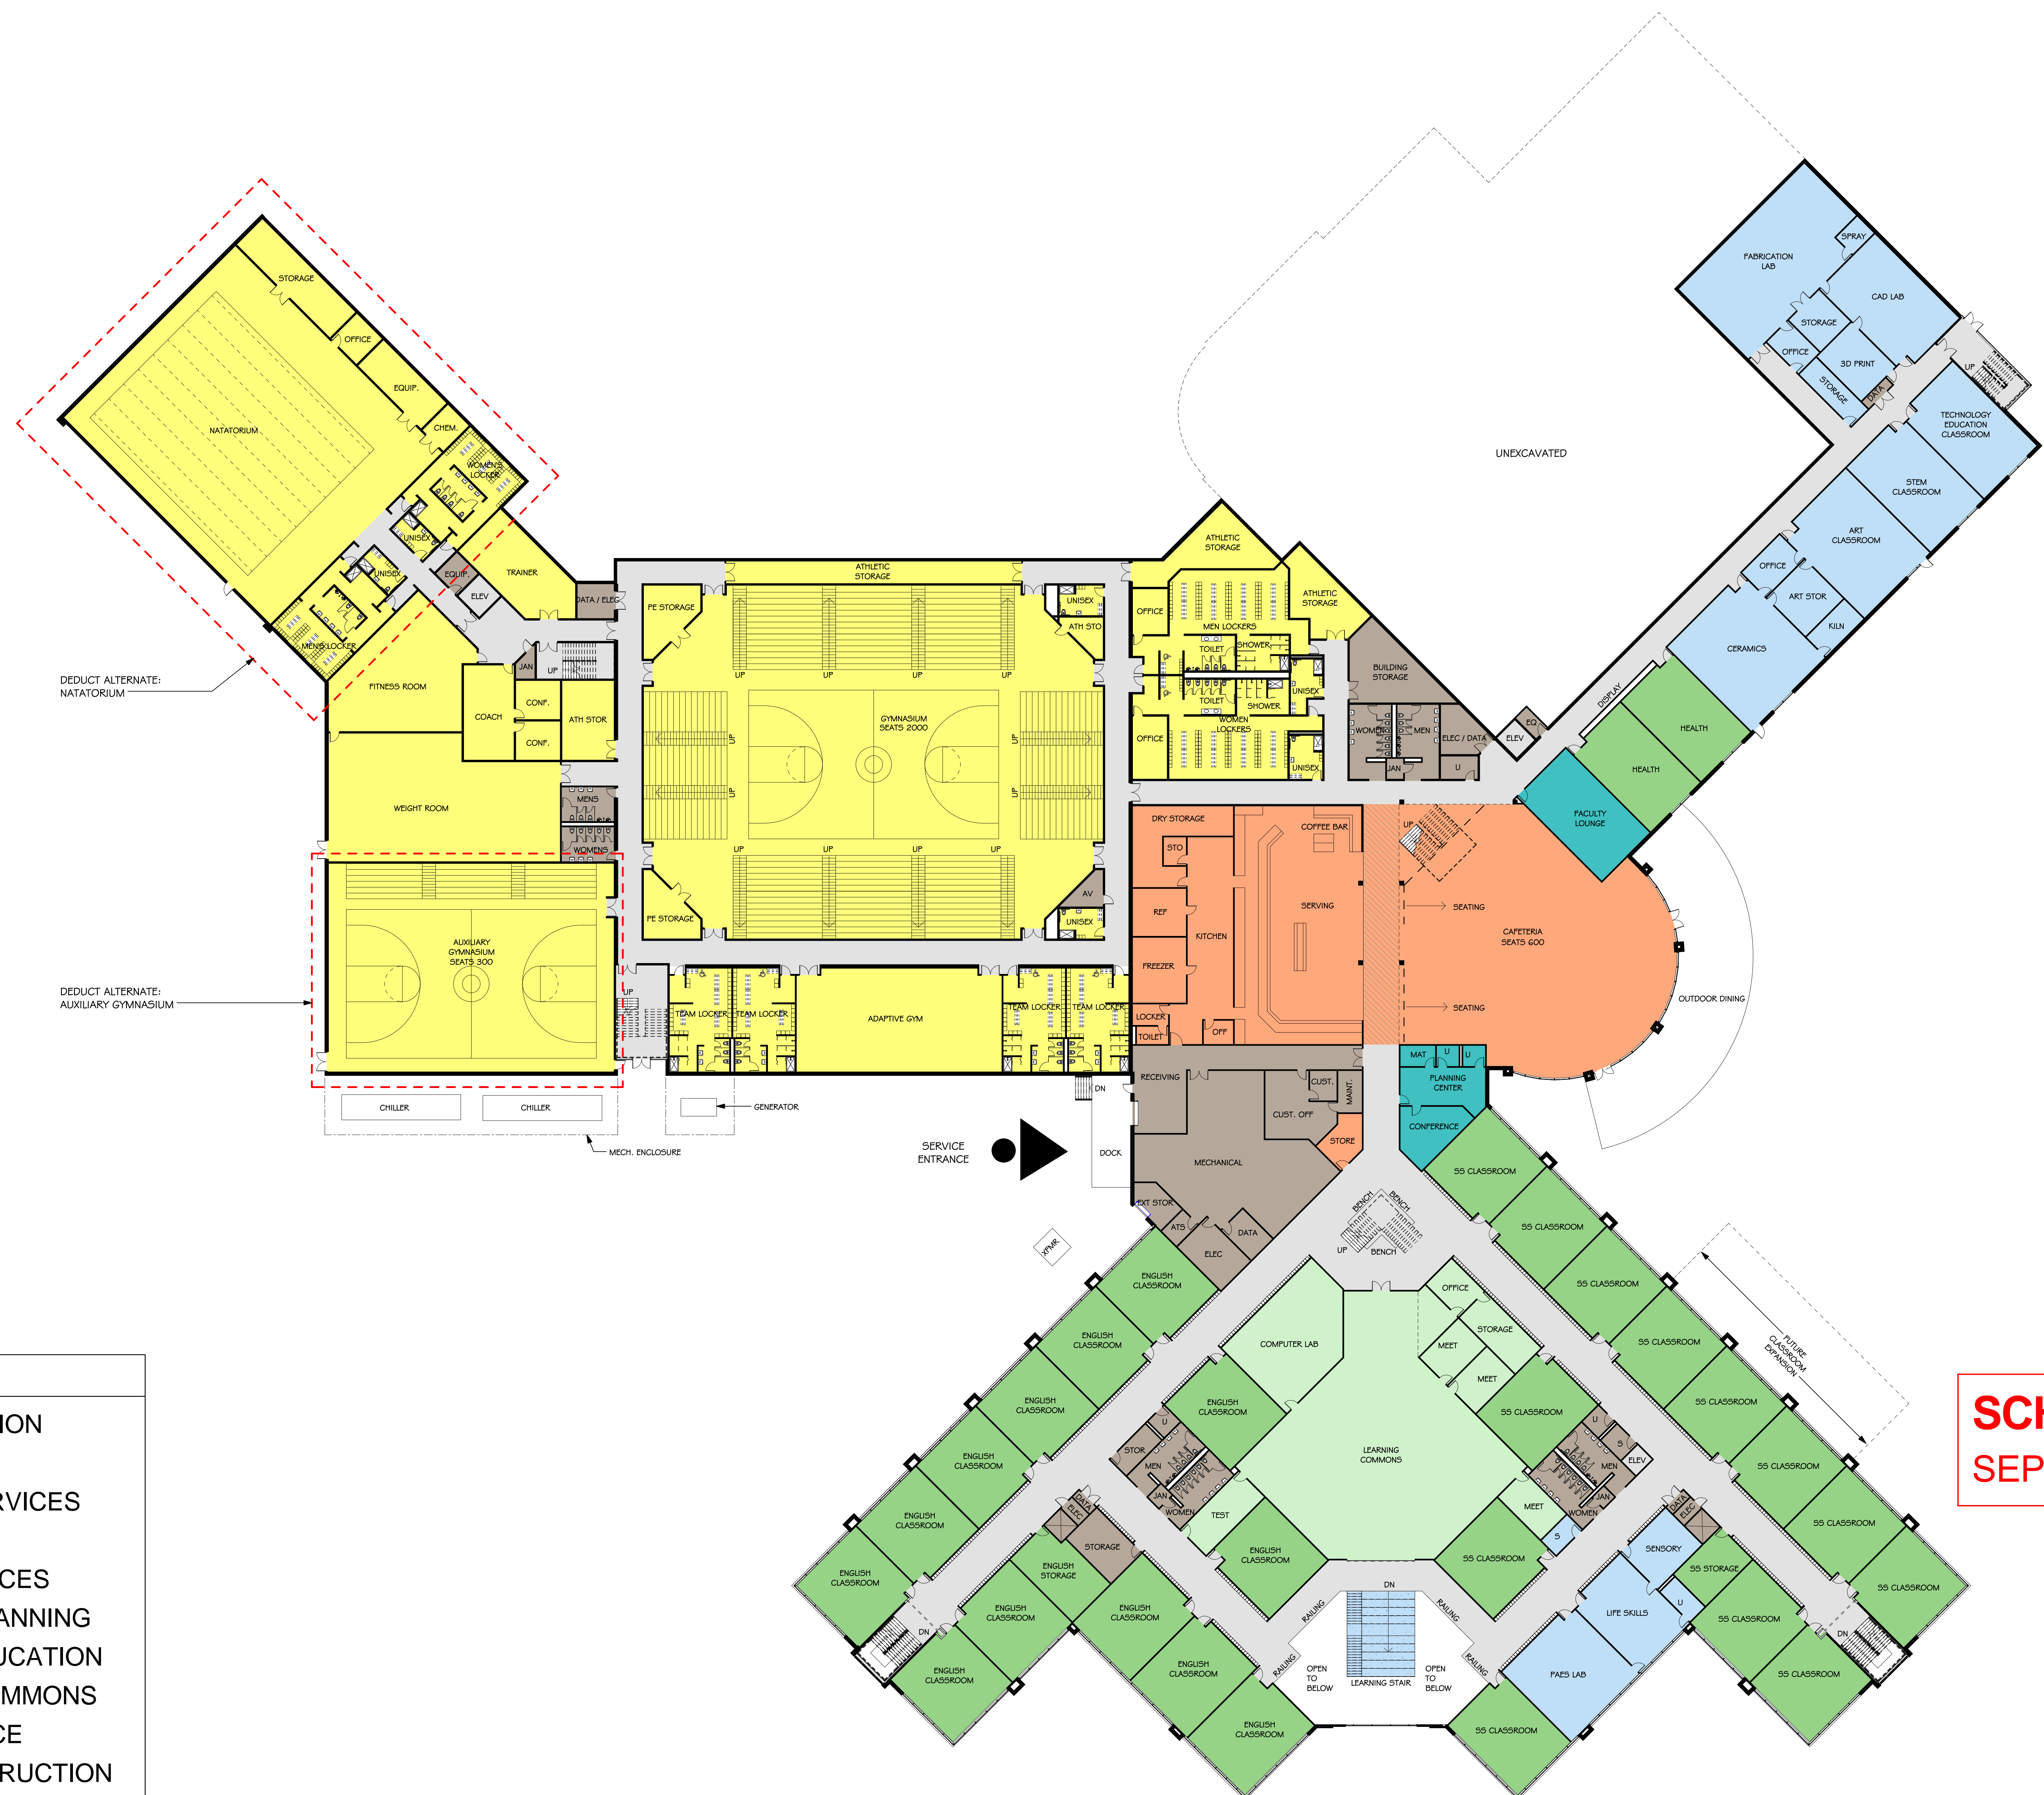 SPRAY
FABRICATION
LAB
CAD LAB
STORAGE
OFFICE
3D PRINT
STORAGE
DATA
UP
TECHNOLOGY
EDUCATION
CLASSROOM
STEM
CLASSROOM
ART
CLASSROOM
OFFICE
ART STOR
KILN
CERAMICS
DISPLAY
HEALTH
HEALTH
EQ
ELEV
FACULTY
LOUNGE
UNEXCAVATED
STORAGE
OFFICE
EQUIP.
CHEM.
NATATORIUM
WOMEN'S
LOCKER
UNISEX
UNISEX
MEN'S LOCKER
EQUIP.
ELEV
TRAINER
DATA / ELEC
JAN
UP
DEDUCT ALTERNATE:
NATATORIUM
FITNESS ROOM
COACH
CONF.
CONF.
ATH STOR
WEIGHT ROOM
MENS
WOMENS
AUXILIARY
GYMNASIUM
SEATS 300
DEDUCT ALTERNATE:
AUXILIARY GYMNASIUM
CHILLER
CHILLER
MECH. ENCLOSURE
GENERATOR
ATHLETIC
STORAGE
PE STORAGE
UNISEX
ATH STO
UP
UP
UP
UP
GYMNASIUM
SEATS 2000
UP
UP
UP
UP
UP
UP
UP
UP
PE STORAGE
AV
UNISEX
UP
TEAM LOCKER
TEAM LOCKER
ADAPTIVE GYM
TEAM LOCKER
TEAM LOCKER
ATHLETIC
STORAGE
ATHLETIC
STORAGE
OFFICE
MEN LOCKERS
TOILET
SHOWER
UNISEX
TOILET
SHOWER
WOMEN
LOCKERS
OFFICE
UNISEX
BUILDING
STORAGE
WOMEN
MEN
ELEC / DATA
JAN
U
DRY STORAGE
STO
REF
KITCHEN
FREEZER
LOCKER
TOILET
OFF
COFFEE BAR
SERVING
UP
SEATING
CAFETERIA
SEATS 600
SEATING
OUTDOOR DINING
MAT
U
U
PLANNING
CENTER
CONFERENCE
RECEIVING
CUST.
MAINT.
CUST. OFF
STORE
MECHANICAL
DN
DOCK
SERVICE
ENTRANCE
EXT STOR
ATS
DATA
ELEC
XFMR
BENCH
BENCH
UP
BENCH
SS CLASSROOM
SS CLASSROOM
SS CLASSROOM
SS CLASSROOM
SS CLASSROOM
SS CLASSROOM
SS CLASSROOM
SS CLASSROOM
FUTURE
CLASSROOM
EXPANSION
ENGLISH
CLASSROOM
ENGLISH
CLASSROOM
ENGLISH
CLASSROOM
ENGLISH
CLASSROOM
ENGLISH
CLASSROOM
ENGLISH
CLASSROOM
COMPUTER LAB
OFFICE
STORAGE
MEET
MEET
ENGLISH
CLASSROOM
SS CLASSROOM
LEARNING
COMMONS
U
STOR
MEN
JAN
WOMEN
TEST
ENGLISH
CLASSROOM
U
S
ELEV
MEN
JAN
WOMEN
MEET
S
SS CLASSROOM
DATA
ELEC
STORAGE
ENGLISH
STORAGE
ENGLISH
CLASSROOM
ENGLISH
CLASSROOM
DN
ENGLISH
CLASSROOM
ENGLISH
CLASSROOM
ENGLISH
CLASSROOM
DATA
ELEC
SENSORY
SS STORAGE
U
LIFE SKILLS
SS CLASSROOM
SS CLASSROOM
DN
PAES LAB
SS CLASSROOM
DN
RAILING
RAILING
RAILING
RAILING
OPEN
TO
BELOW
LEARNING STAIR
OPEN
TO
BELOW
ION
RVICES
CES
ANNING
UCATION
MMONS
CE
RUCTION
SCH
SEP